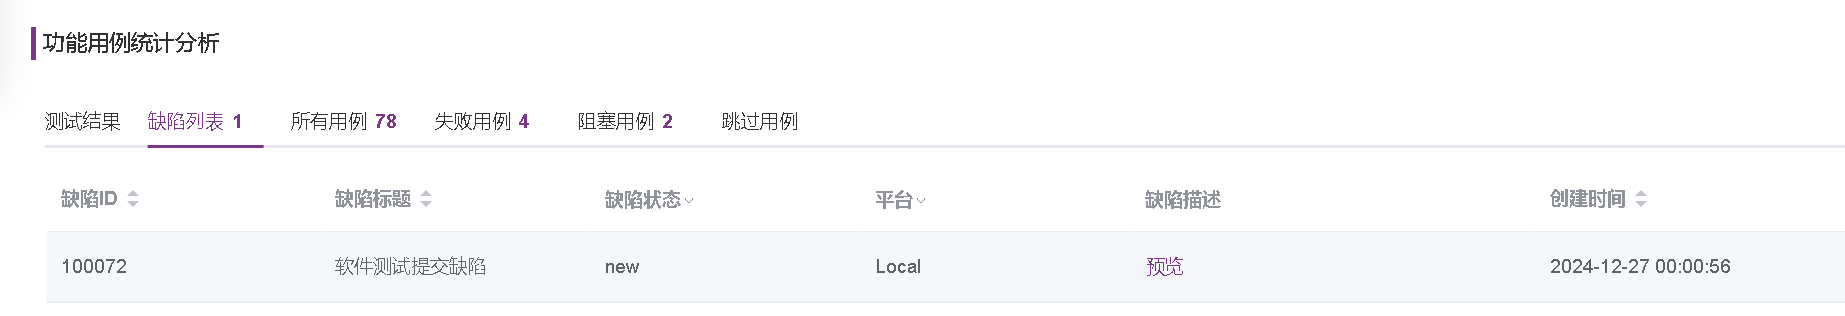 功能用例统计分析
测试结果 缺陷列表 1 所有用例 78 失败用例 4 阻塞用例 2 跳过用例
缺陷ID 缺陷标题 缺陷状态 平台 缺陷描述 创建时间
100072 软件测试提交缺陷 new Local 预览 2024-12-27 00:00:56